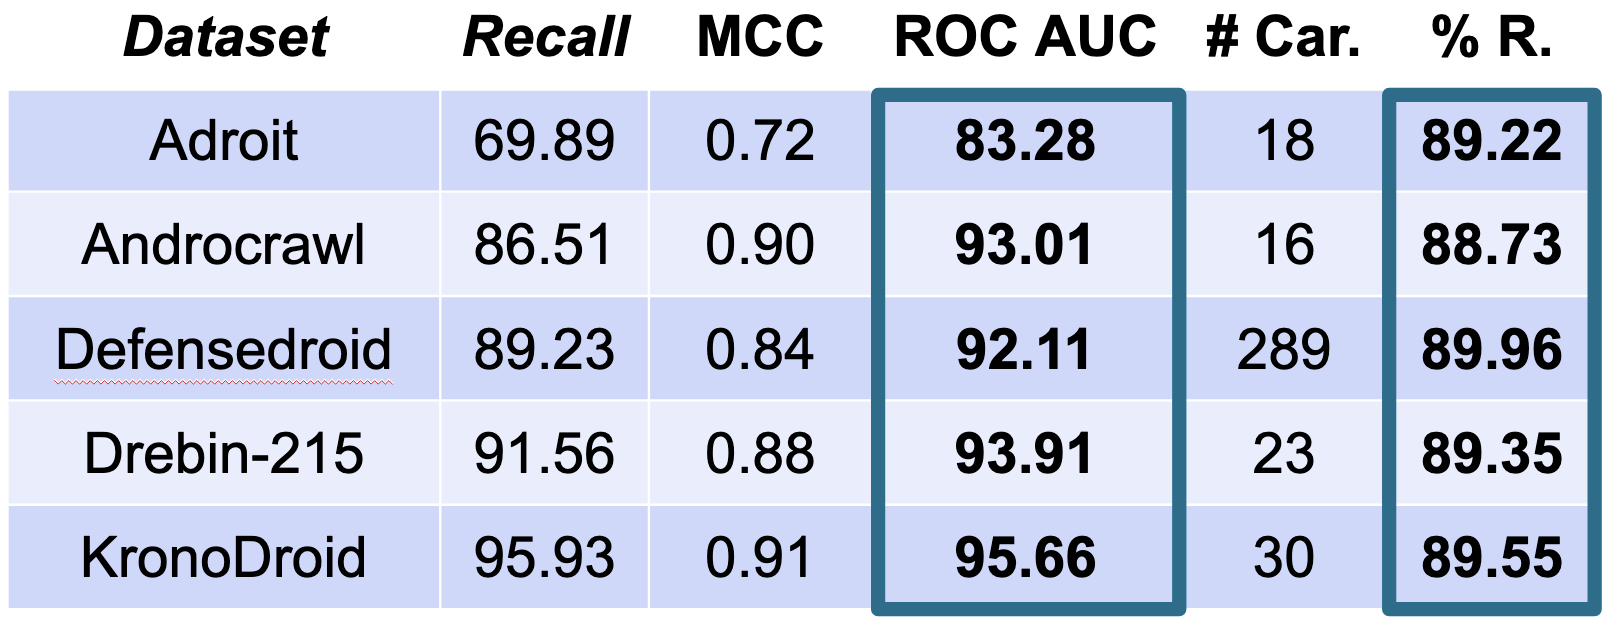 Dataset Recall MCC ROC AUC # Car. % R.
Adroit 69.89 0.72 83.28 18 89.22
Androcrawl 86.51 0.90 93.01 16 88.73
Defensedroid 89.23 0.84 92.11 289 89.96
Drebin-215 91.56 0.88 93.91 23 89.35
KronoDroid 95.93 0.91 95.66 30 89.55